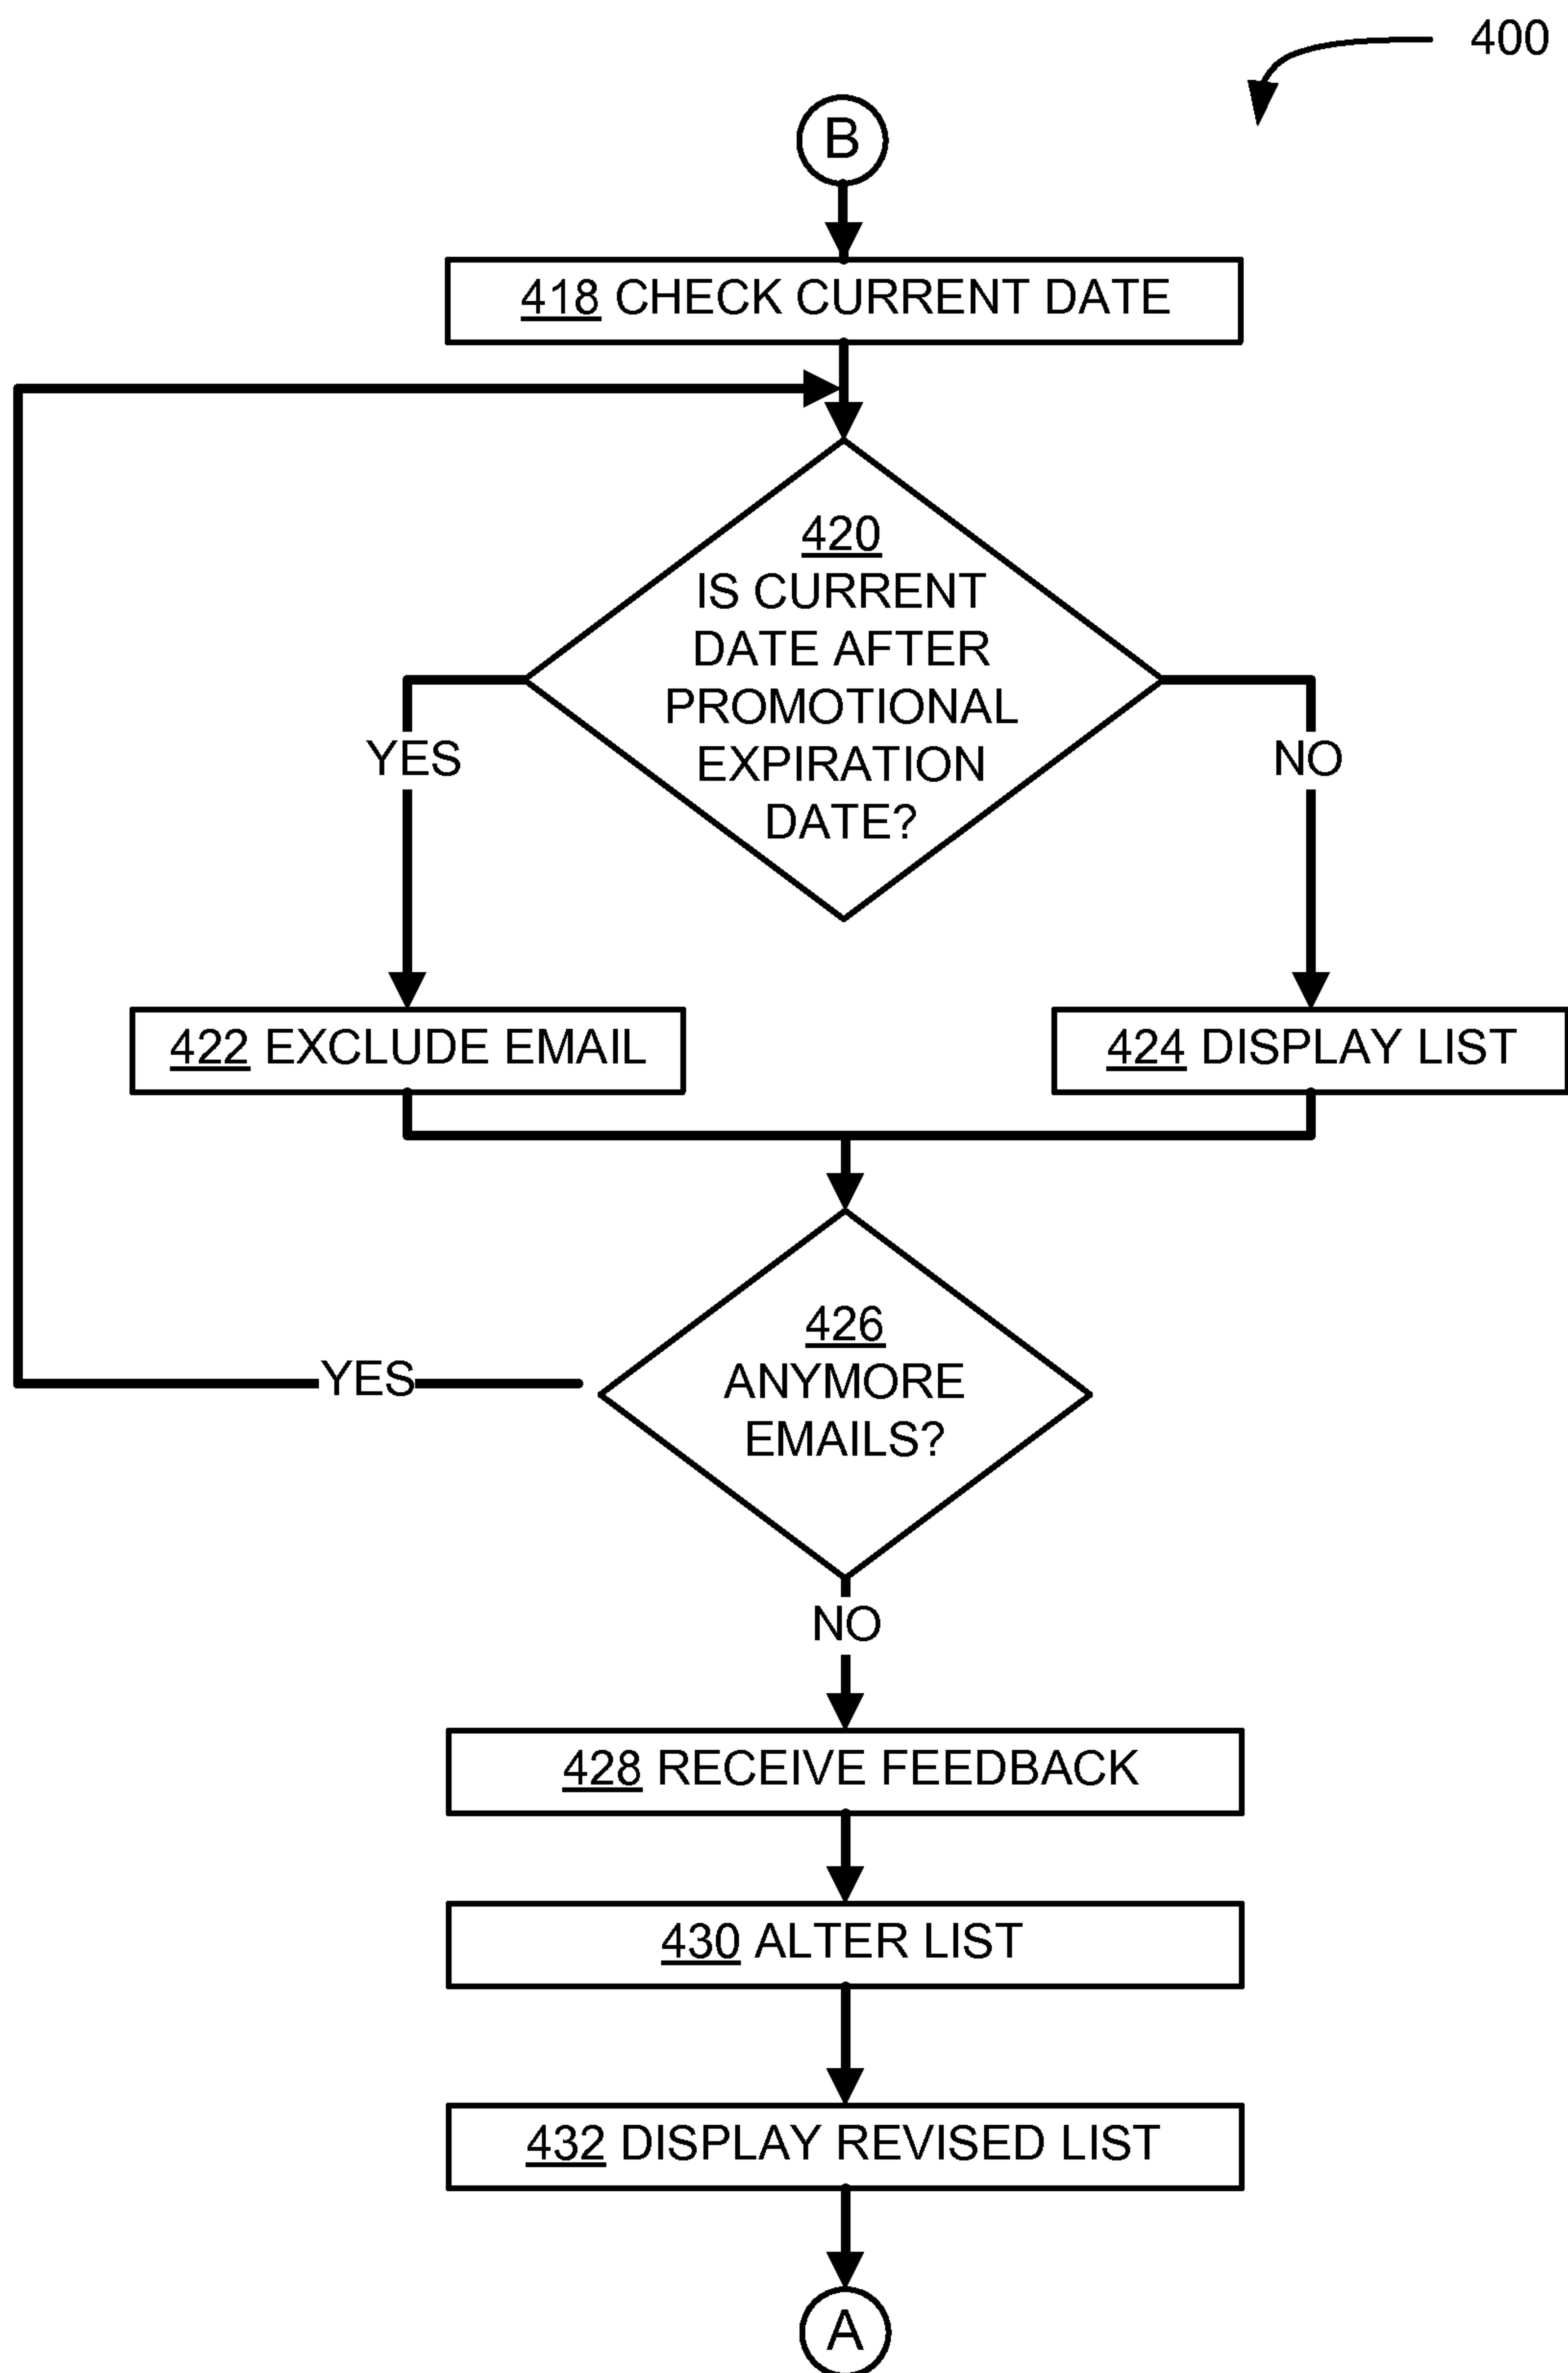 400
B
418 CHECK CURRENT DATE
420
IS CURRENT
DATE AFTER
PROMOTIONAL
EXPIRATION
DATE?
YES
NO
422 EXCLUDE EMAIL
424 DISPLAY LIST
426
ANYMORE
EMAILS?
YES
NO
428 RECEIVE FEEDBACK
430 ALTER LIST
432 DISPLAY REVISED LIST
A